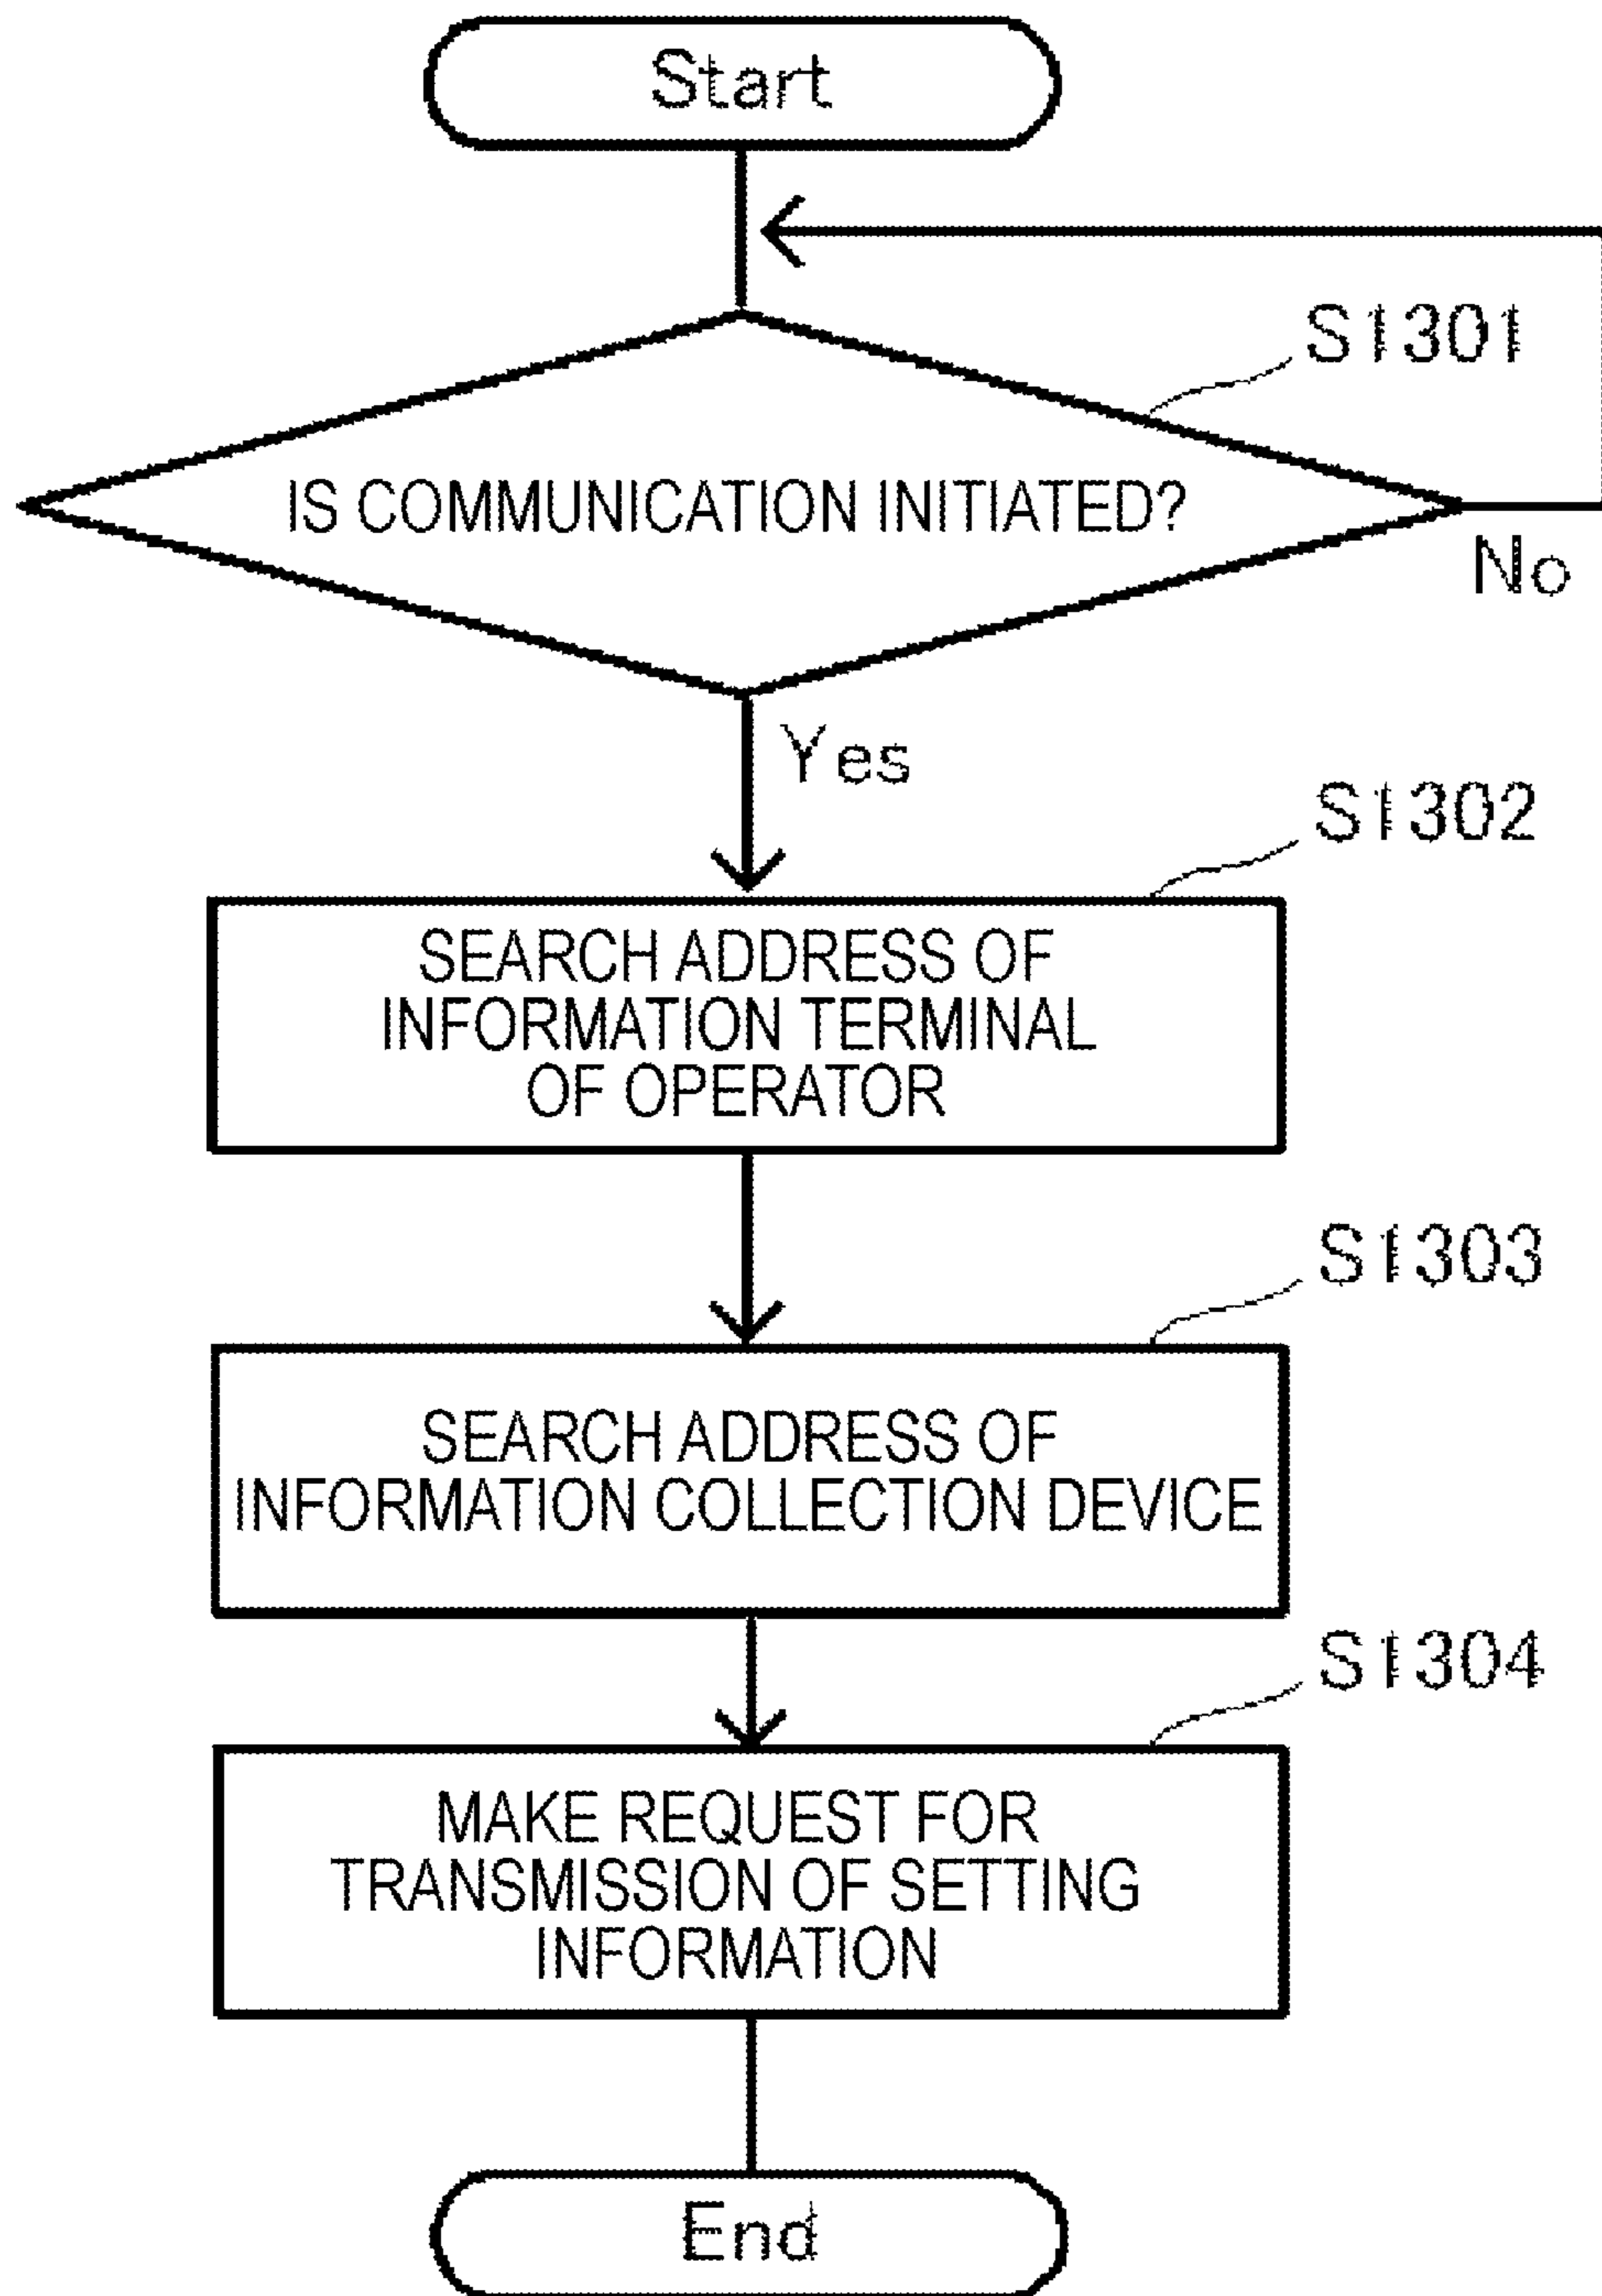 Start
S1301
IS COMMUNICATION INITIATED?
No
Yes
S1302
SEARCH ADDRESS OF
INFORMATION TERMINAL
OF OPERATOR
S1303
SEARCH ADDRESS OF
INFORMATION COLLECTION DEVICE
S1304
MAKE REQUEST FOR
TRANSMISSION OF SETTING
INFORMATION
End